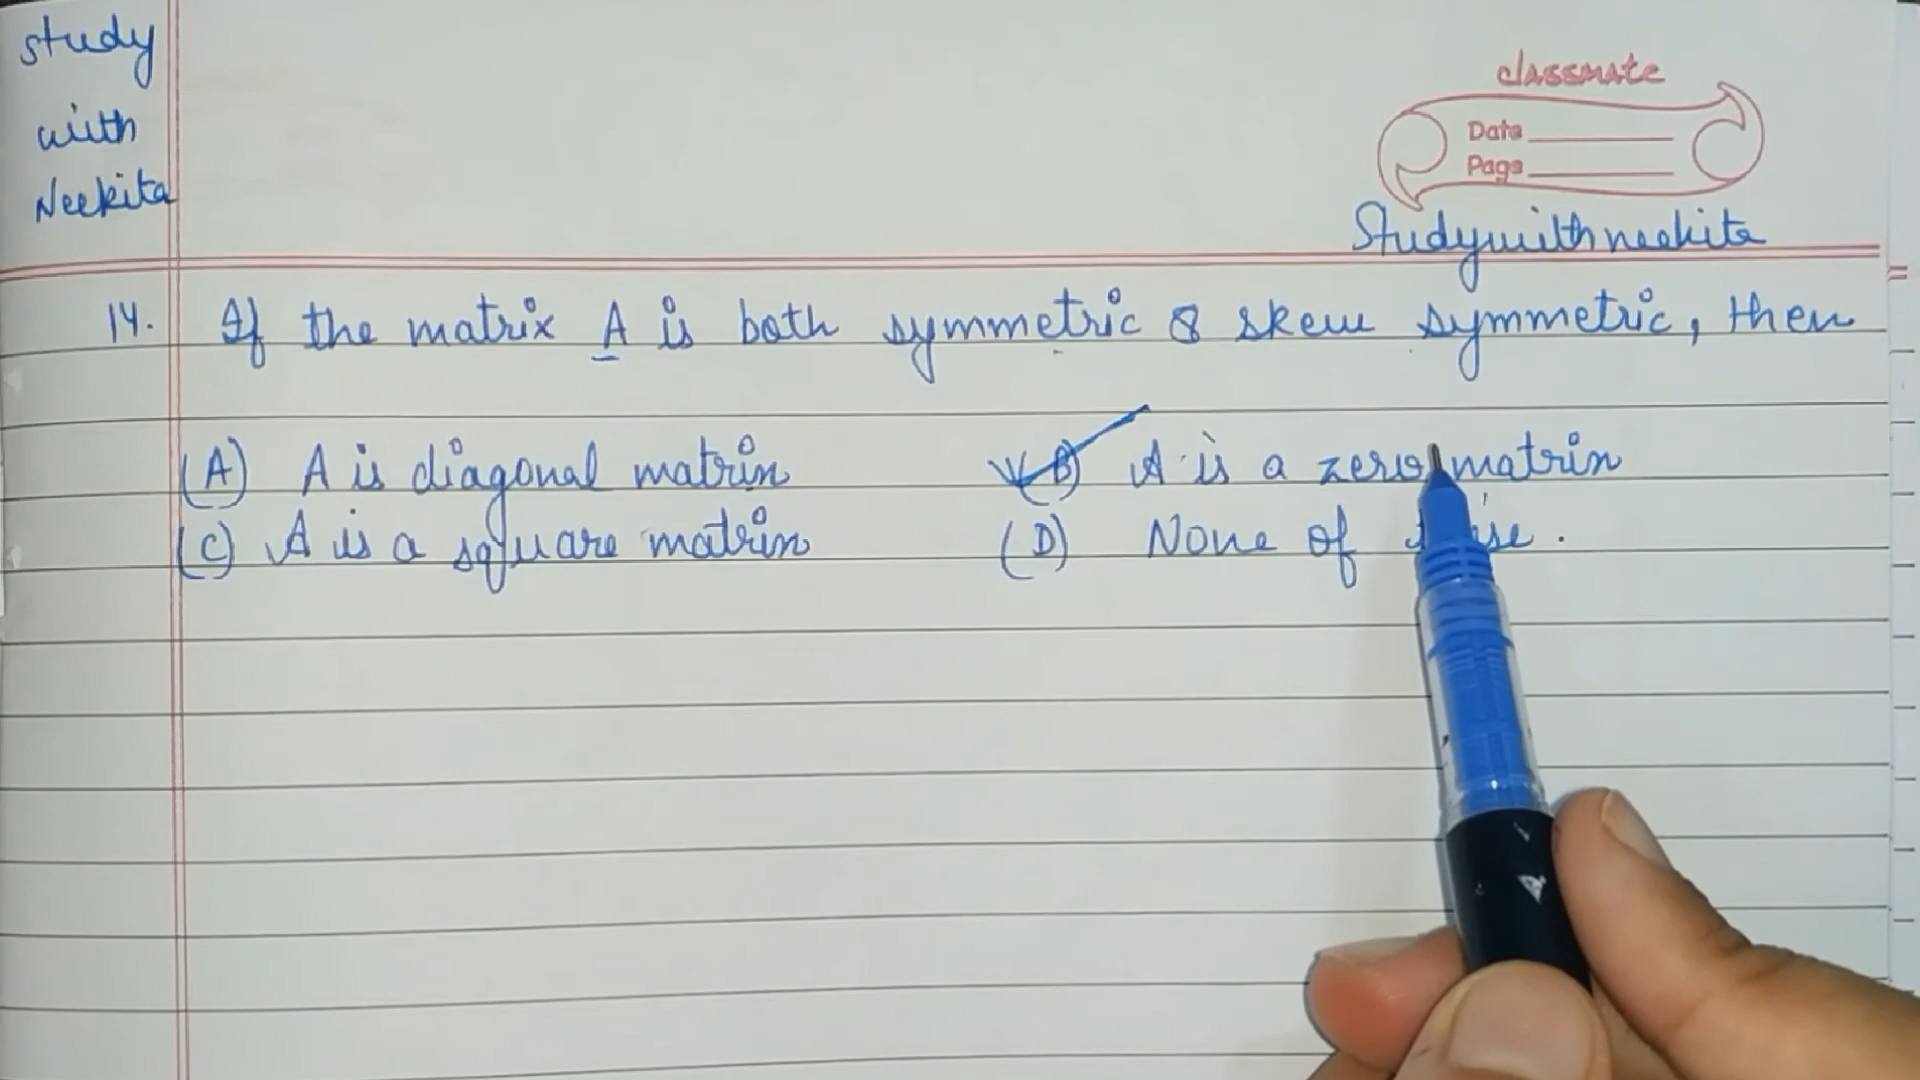 study
with
Neekita
classmate
Date
Page
Studywithneekita
14. If the matrix A is both symmetric & skew symmetric, then
(A) A is diagonal matrix
(B) A is a zero matrix
(C) A is a square matrix
(D) None of